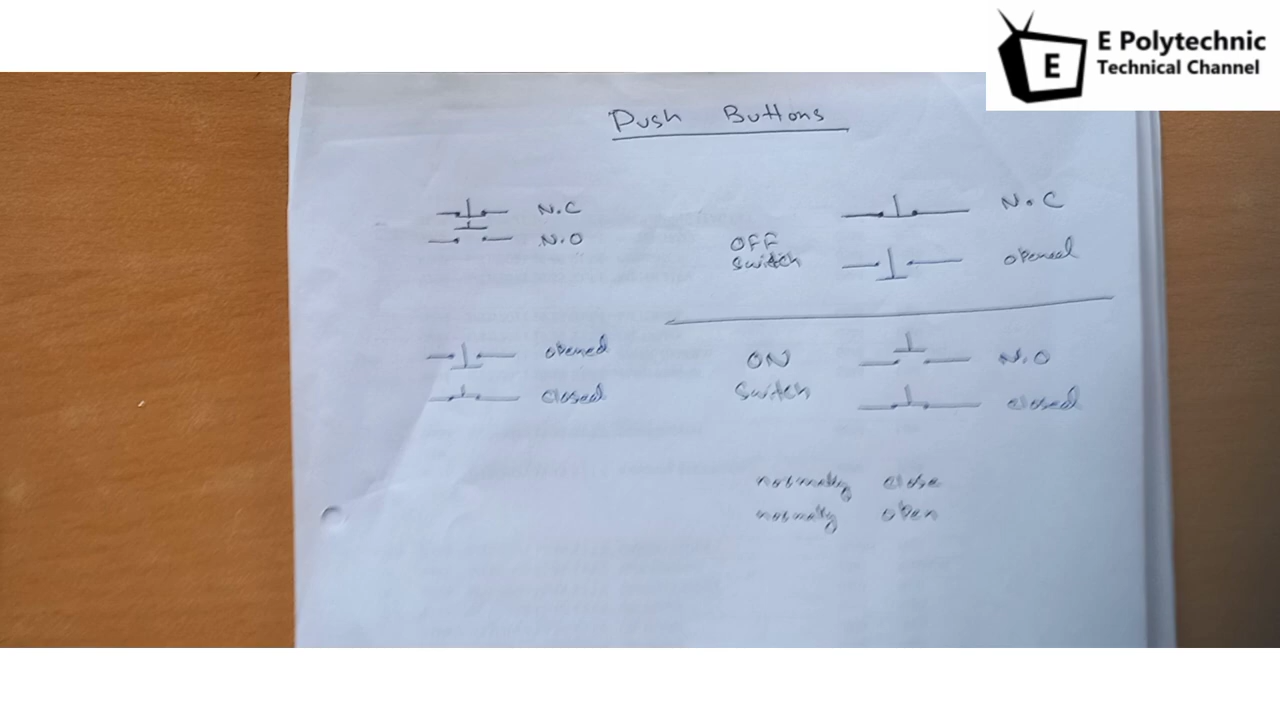 E Polytechnic
Technical Channel
E
Push Buttons
N.C
N.O
opened
closed
N.C
OFF
Switch
opened
ON
Switch
N.O
closed
normally close
normally open